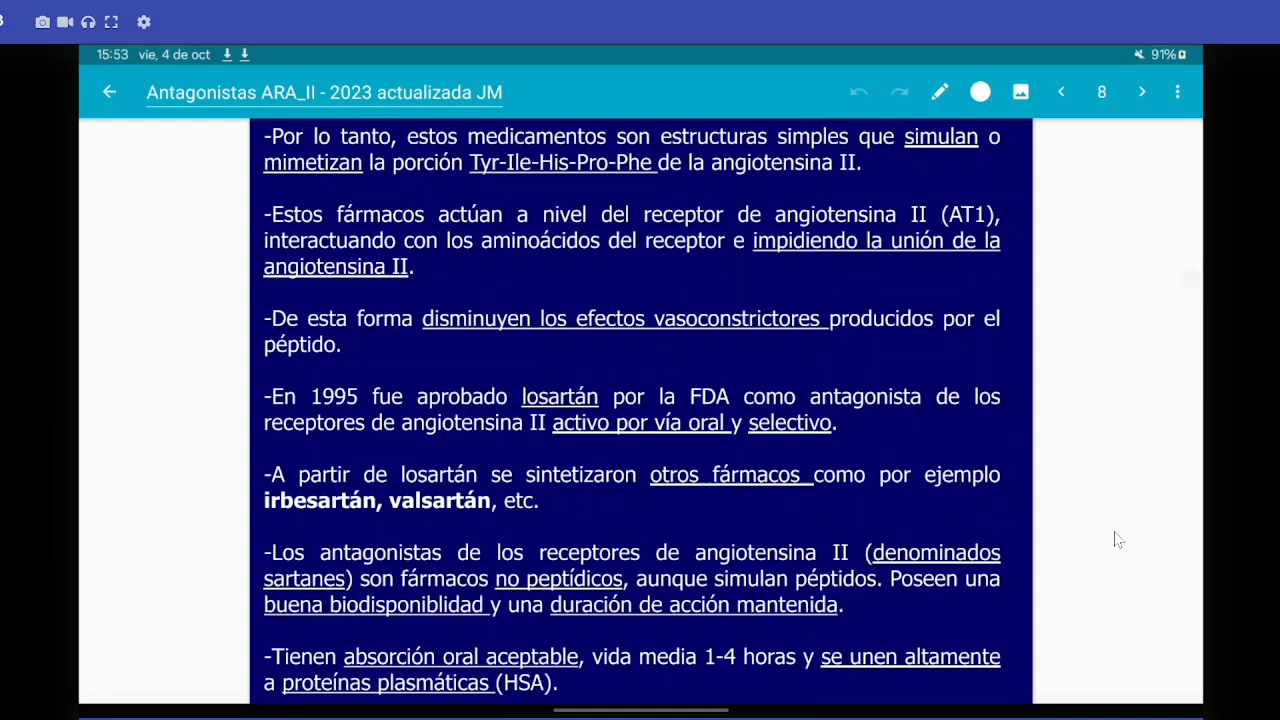 15:53 vie, 4 de oct 91%
Antagonistas ARA_II - 2023 actualizada JM 8
-Por lo tanto, estos medicamentos son estructuras simples que simulan o
mimetizan la porción Tyr-Ile-His-Pro-Phe de la angiotensina II.
-Estos fármacos actúan a nivel del receptor de angiotensina II (AT1),
interactuando con los aminoácidos del receptor e impidiendo la unión de la
angiotensina II.
-De esta forma disminuyen los efectos vasoconstrictores producidos por el
péptido.
-En 1995 fue aprobado losartán por la FDA como antagonista de los
receptores de angiotensina II activo por vía oral y selectivo.
-A partir de losartán se sintetizaron otros fármacos como por ejemplo
irbesartán, valsartán, etc.
-Los antagonistas de los receptores de angiotensina II (denominados
sartanes) son fármacos no peptídicos, aunque simulan péptidos. Poseen una
buena biodisponiblidad y una duración de acción mantenida.
-Tienen absorción oral aceptable, vida media 1-4 horas y se unen altamente
a proteínas plasmáticas (HSA).